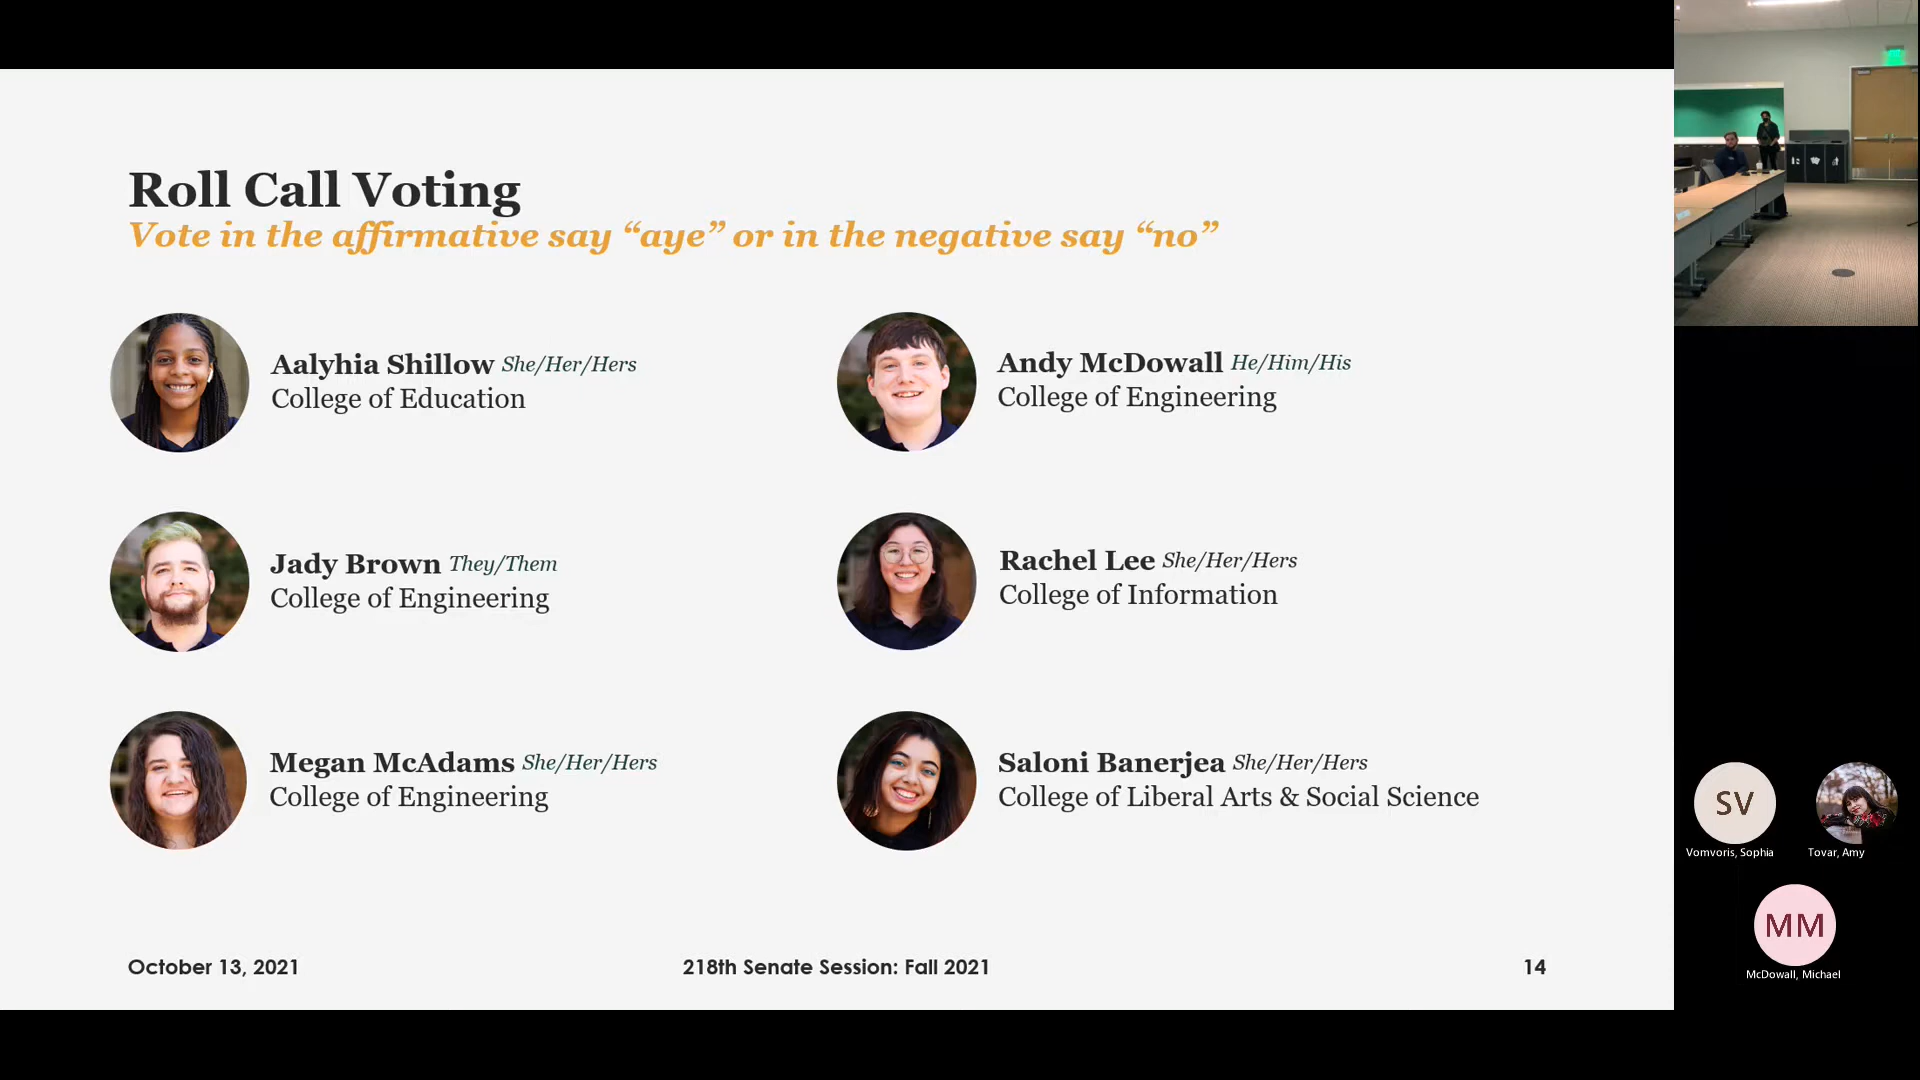 Roll Call Voting
Vote in the affirmative say “aye” or in the negative say “no”
Aalyhia Shillow She/Her/Hers
College of Education
Andy McDowall He/Him/His
College of Engineering
Jady Brown They/Them
College of Engineering
Rachel Lee She/Her/Hers
College of Information
Megan McAdams She/Her/Hers
College of Engineering
Saloni Banerjea She/Her/Hers
College of Liberal Arts & Social Science
October 13, 2021
218th Senate Session: Fall 2021
14
SV
Vomvoris, Sophia
Tovar, Amy
MM
McDowall, Michael